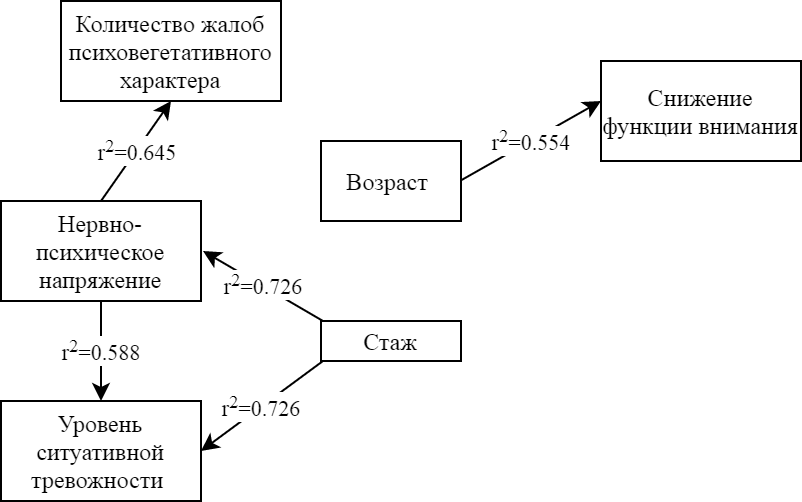 Количество жалоб
психовегетативного
характера
r²=0.645
Нервно-
психическое
напряжение
r²=0.588
Уровень
ситуативной
тревожности
Возраст
r²=0.554
Снижение
функции внимания
r²=0.726
Стаж
r²=0.726